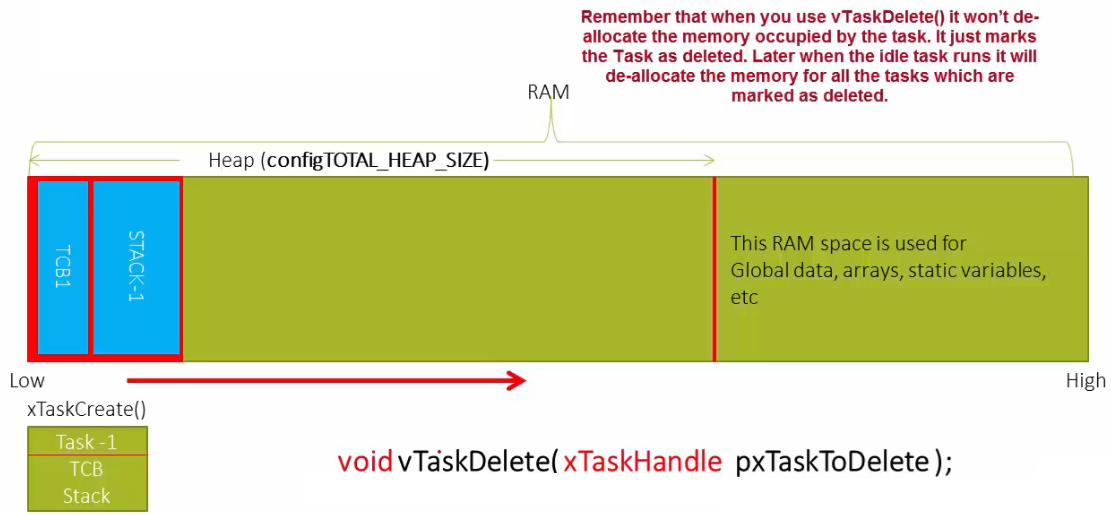 Remember that when you use vTaskDelete() it won't de-
allocate the memory occupied by the task. It just marks
the Task as deleted. Later when the idle task runs it will
de-allocate the memory for all the tasks which are
marked as deleted.
RAM
Heap (configTOTAL_HEAP_SIZE)
TCB1
STACK-1
This RAM space is used for
Global data, arrays, static variables,
etc
Low
High
xTaskCreate()
Task -1
TCB
Stack
void vTaskDelete( xTaskHandle pxTaskToDelete );